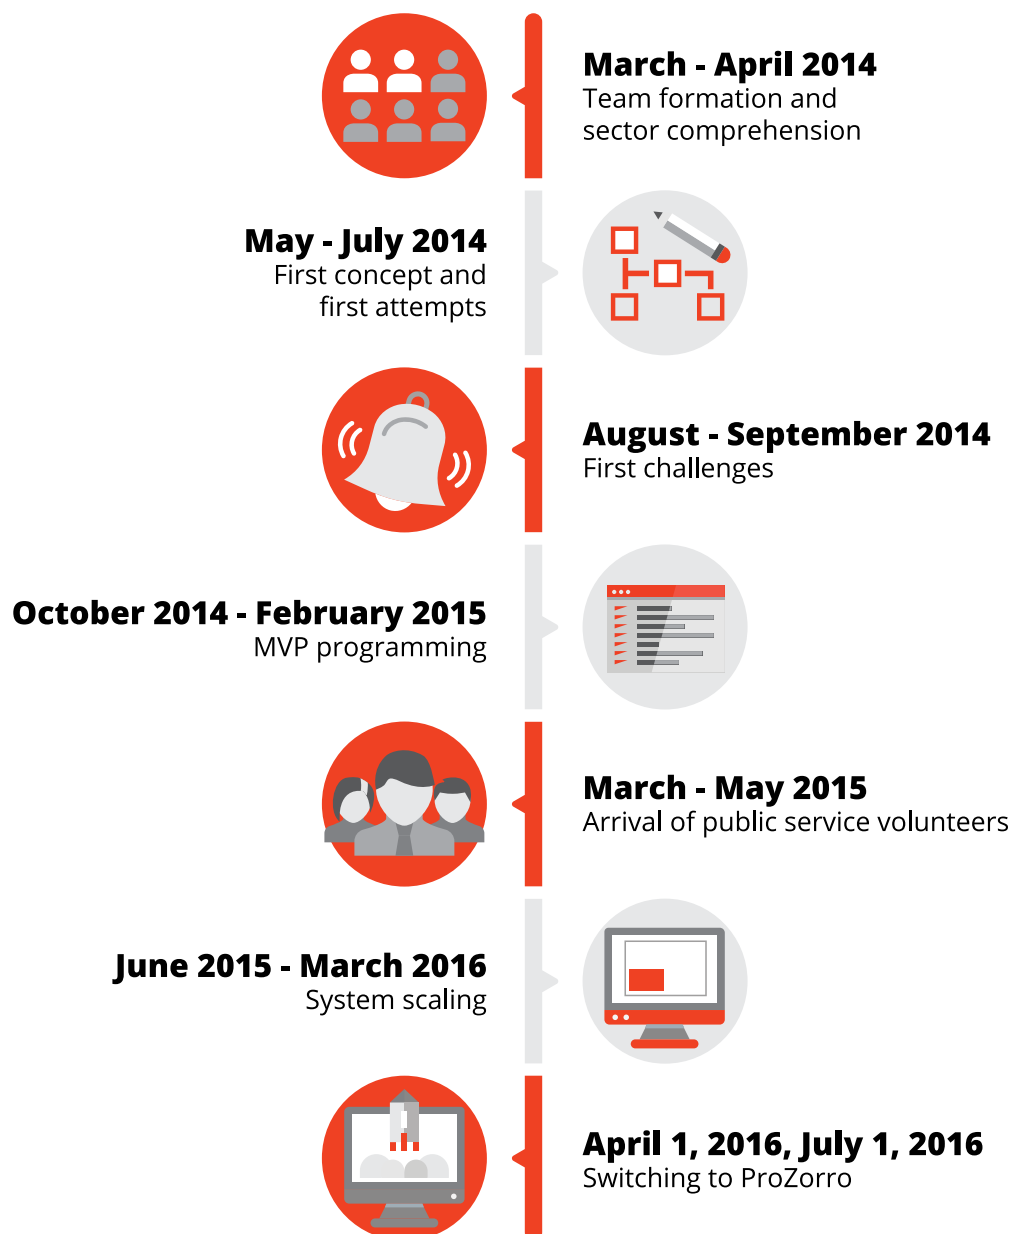 March - April 2014
Team formation and
sector comprehension
May - July 2014
First concept and
first attempts
August - September 2014
First challenges
October 2014 - February 2015
MVP programming
March - May 2015
Arrival of public service volunteers
June 2015 - March 2016
System scaling
April 1, 2016, July 1, 2016
Switching to ProZorro